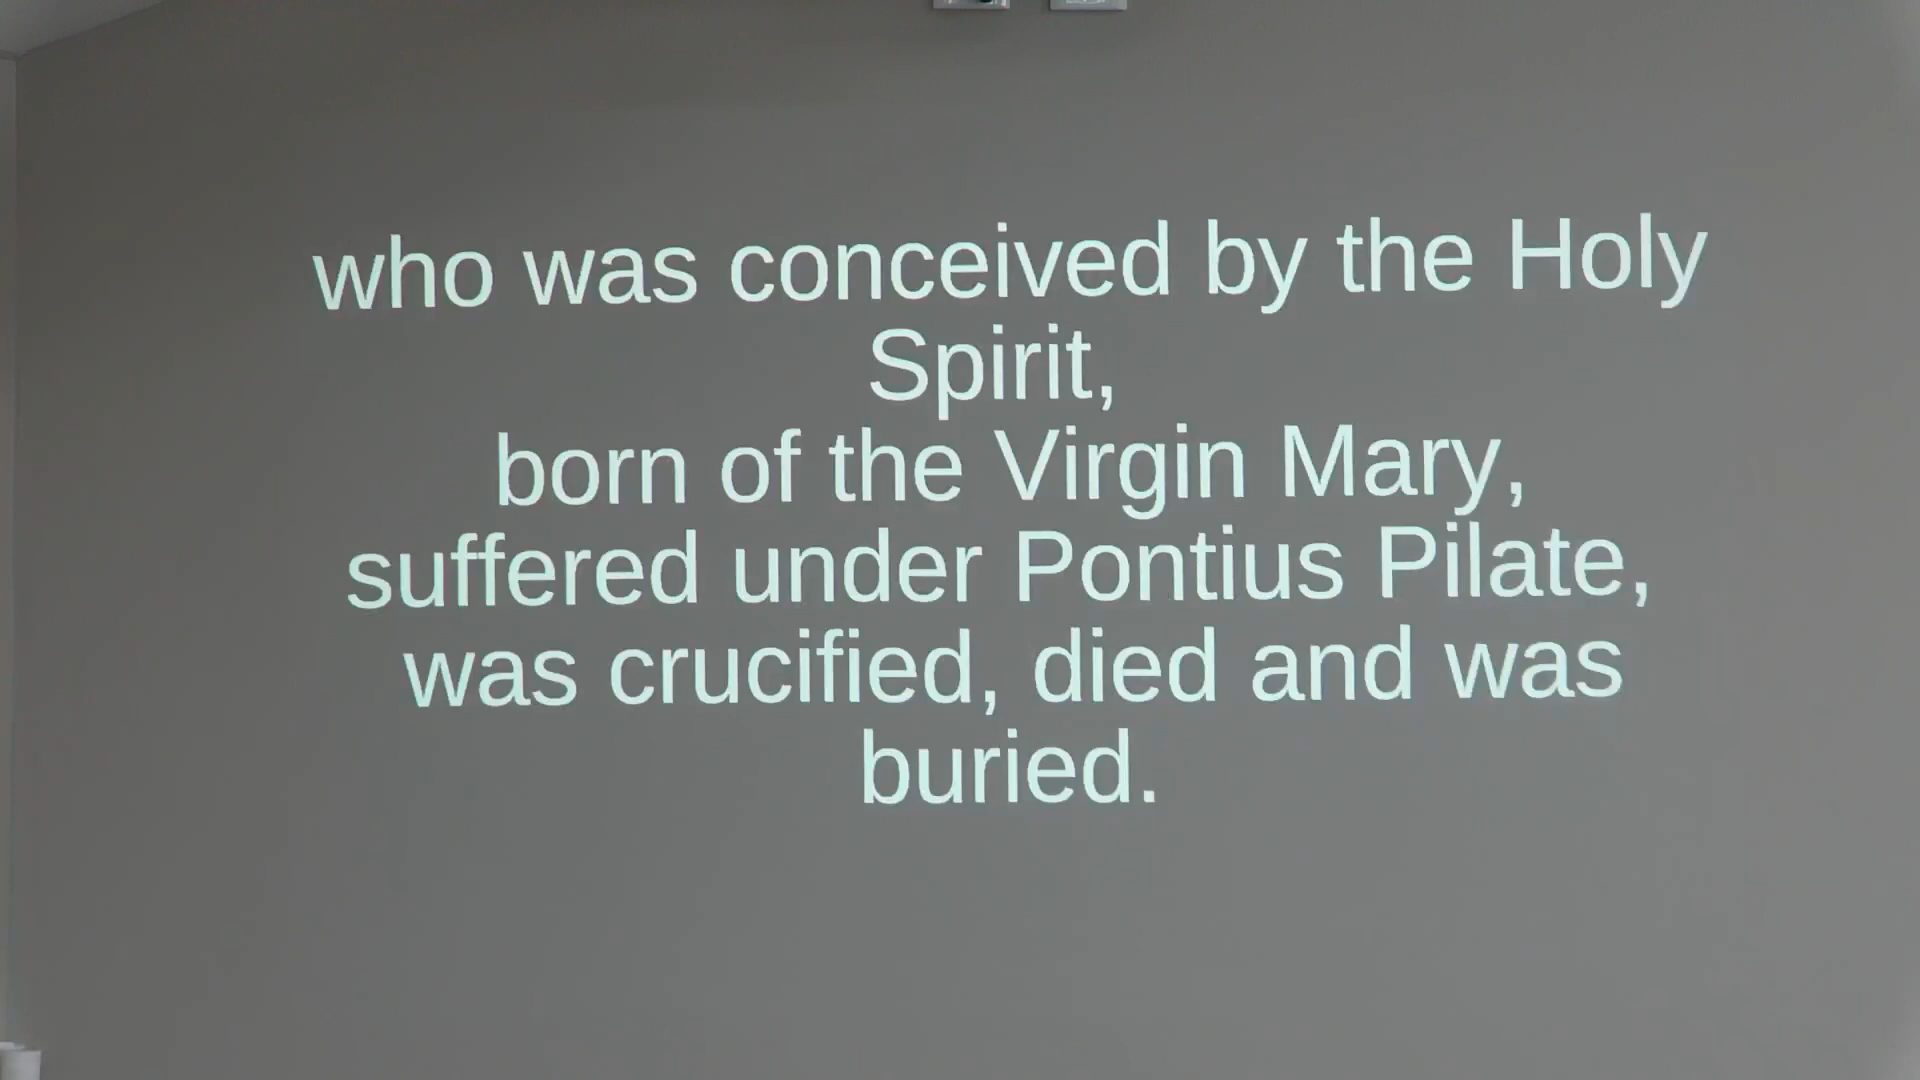 who was conceived by the Holy
Spirit,
born of the Virgin Mary,
suffered under Pontius Pilate,
was crucified, died and was
buried.